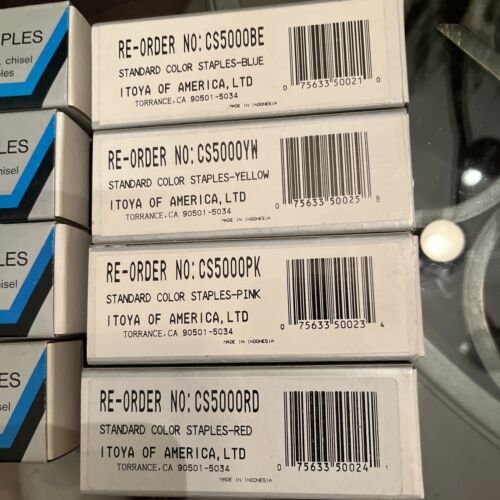 PLES
, chisel
ples
RE-ORDER NO:CS5000BE
STANDARD COLOR STAPLES-BLUE
ITOYA OF AMERICA,LTD
TORRANCE,CA 90501-5034
MADE IN INDONESIA
0 75633 50021 0
PLES
hisel
RE-ORDER NO:CS5000YW
STANDARD COLOR STAPLES-YELLOW
ITOYA OF AMERICA,LTD
TORRANCE,CA 90501-5034
MADE IN INDONESIA
0 75633 50025 8
PLES
chisel
RE-ORDER NO:CS5000PK
STANDARD COLOR STAPLES-PINK
ITOYA OF AMERICA,LTD
TORRANCE,CA 90501-5034
MADE IN INDONESIA
0 75633 50023 4
LES
sel
RE-ORDER NO:CS5000RD
STANDARD COLOR STAPLES-RED
ITOYA OF AMERICA,LTD
TORRANCE,CA 90501-5034
MADE IN INDONESIA
0 75633 50024 1